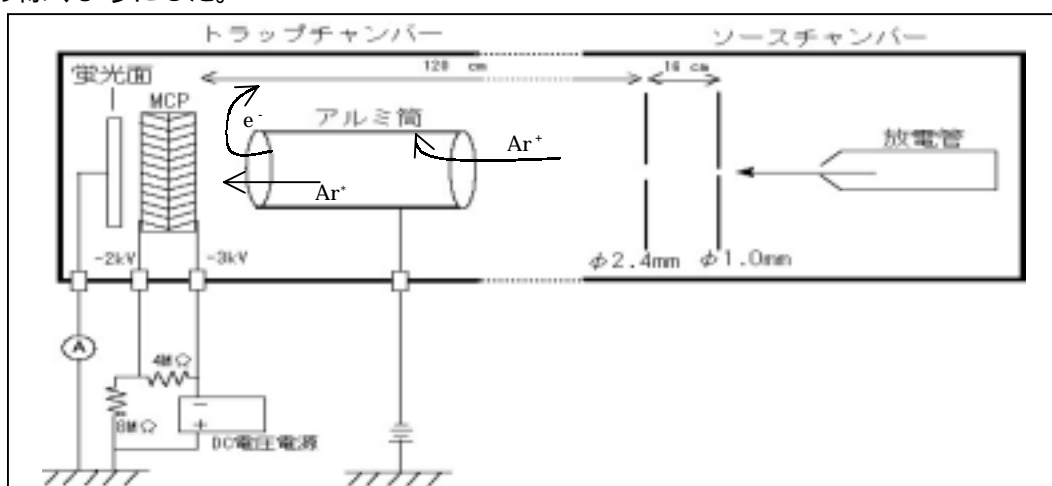 トラップチャンバー
ソースチャンバー
120 cm
16 cm
蛍光面
MCP
e-
アルミ筒
Ar+
放電管
Ar*
-2kV
-3kV
φ2.4mm
φ1.0mm
A
4MΩ
8MΩ
−
+
DC電圧電源